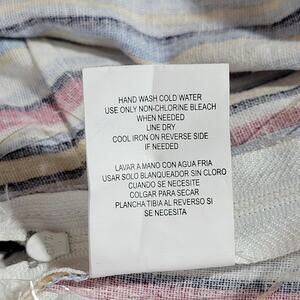 HAND WASH COLD WATER
USE ONLY NON-CHLORINE BLEACH
WHEN NEEDED
LINE DRY
COOL IRON ON REVERSE SIDE
IF NEEDED
LAVAR A MANO CON AGUA FRIA
USAR SOLO BLANQUEADOR SIN CLORO
CUANDO SE NECESITE
COLGAR PARA SECAR
PLANCHA TIBIA AL REVERSO SI
SE NECESITA